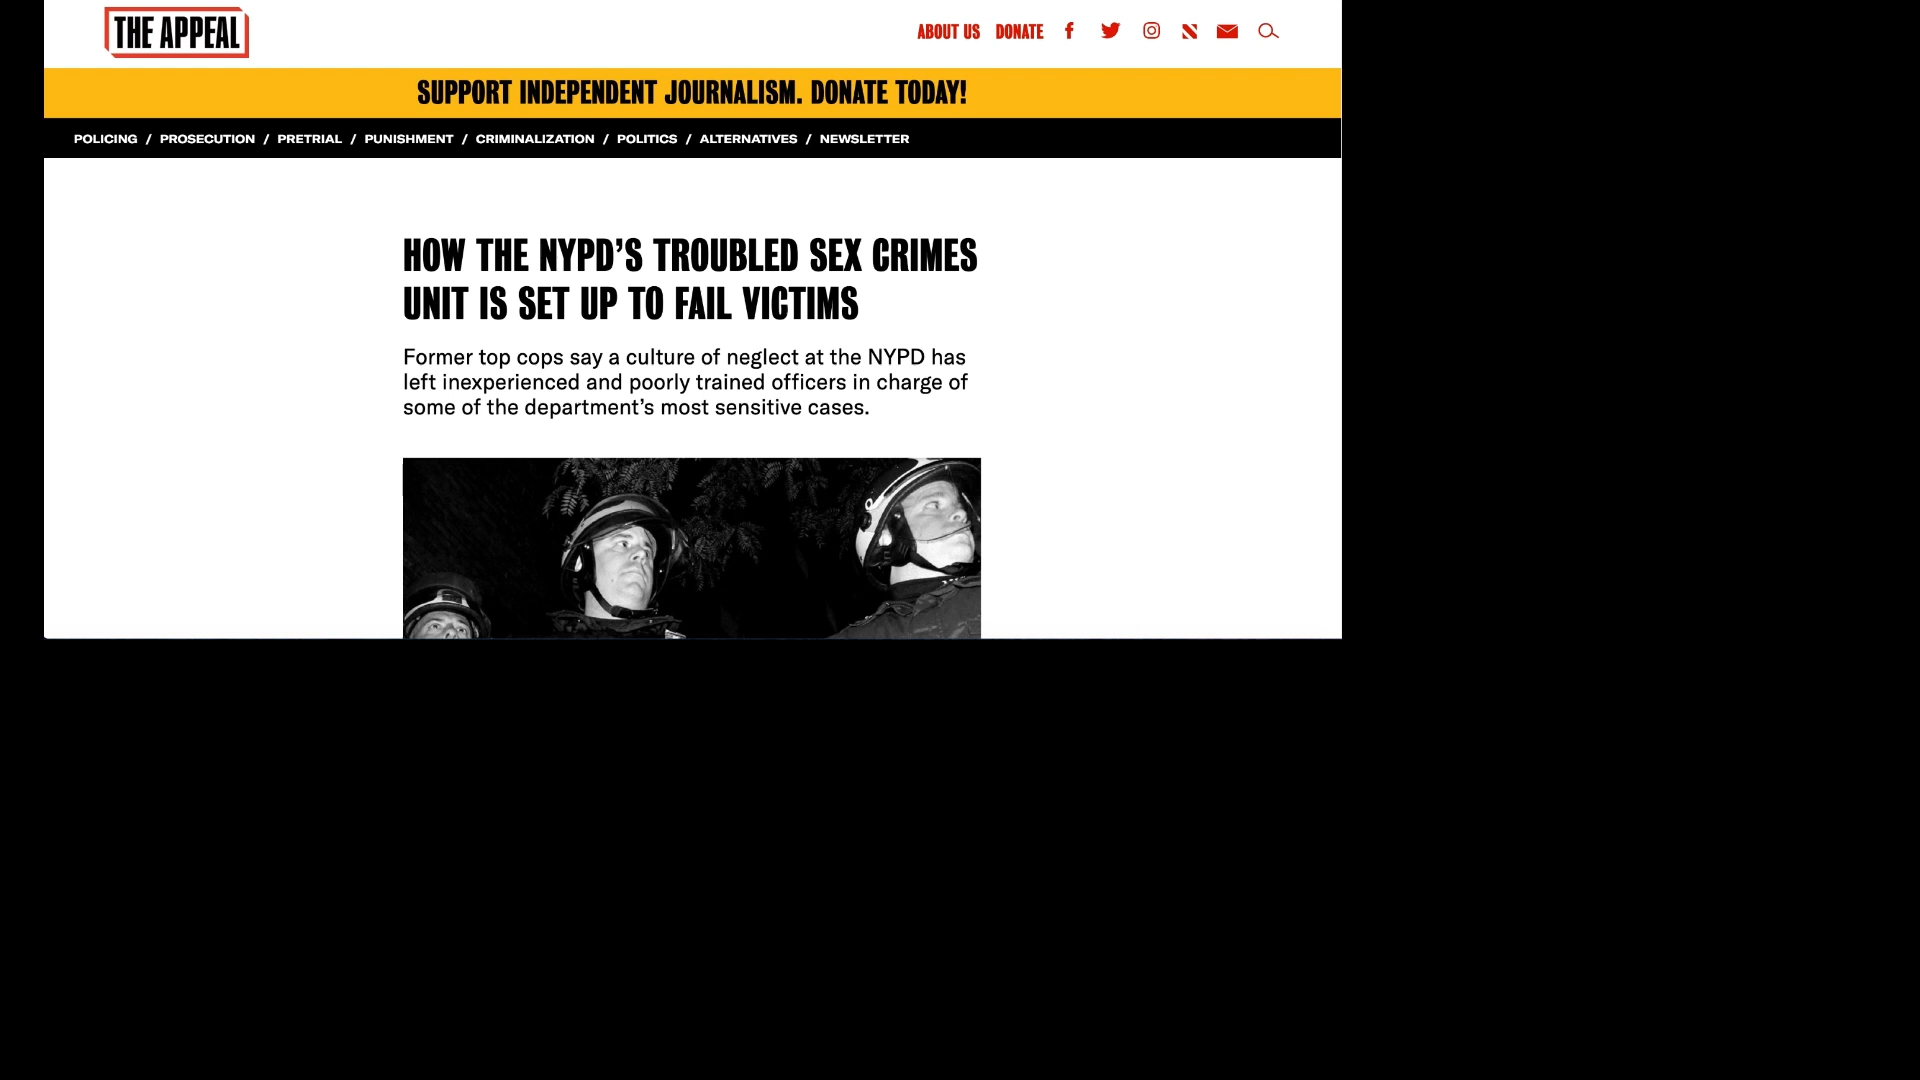 THE APPEAL
ABOUT US DONATE
SUPPORT INDEPENDENT JOURNALISM. DONATE TODAY!
POLICING / PROSECUTION / PRETRIAL / PUNISHMENT / CRIMINALIZATION / POLITICS / ALTERNATIVES / NEWSLETTER
HOW THE NYPD’S TROUBLED SEX CRIMES
UNIT IS SET UP TO FAIL VICTIMS
Former top cops say a culture of neglect at the NYPD has
left inexperienced and poorly trained officers in charge of
some of the department’s most sensitive cases.